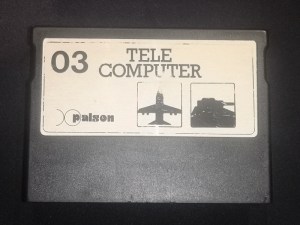 03
TELE
COMPUTER
palson